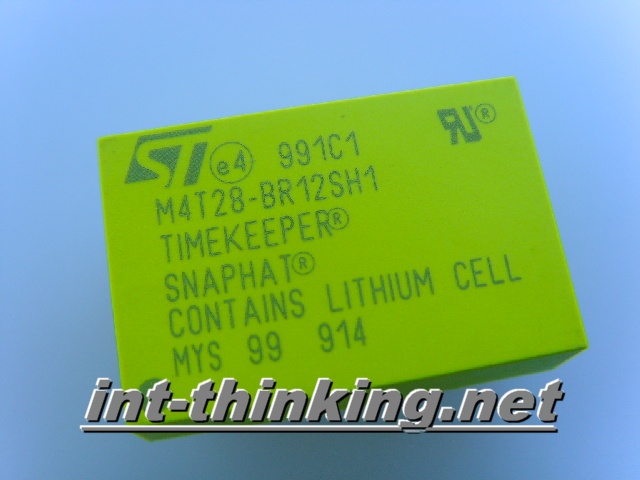 ST e4 991C1
M4T28-BR12SH1
TIMEKEEPER®
SNAPHAT®
CONTAINS LITHIUM CELL
MYS 99 914
int-thinking.net